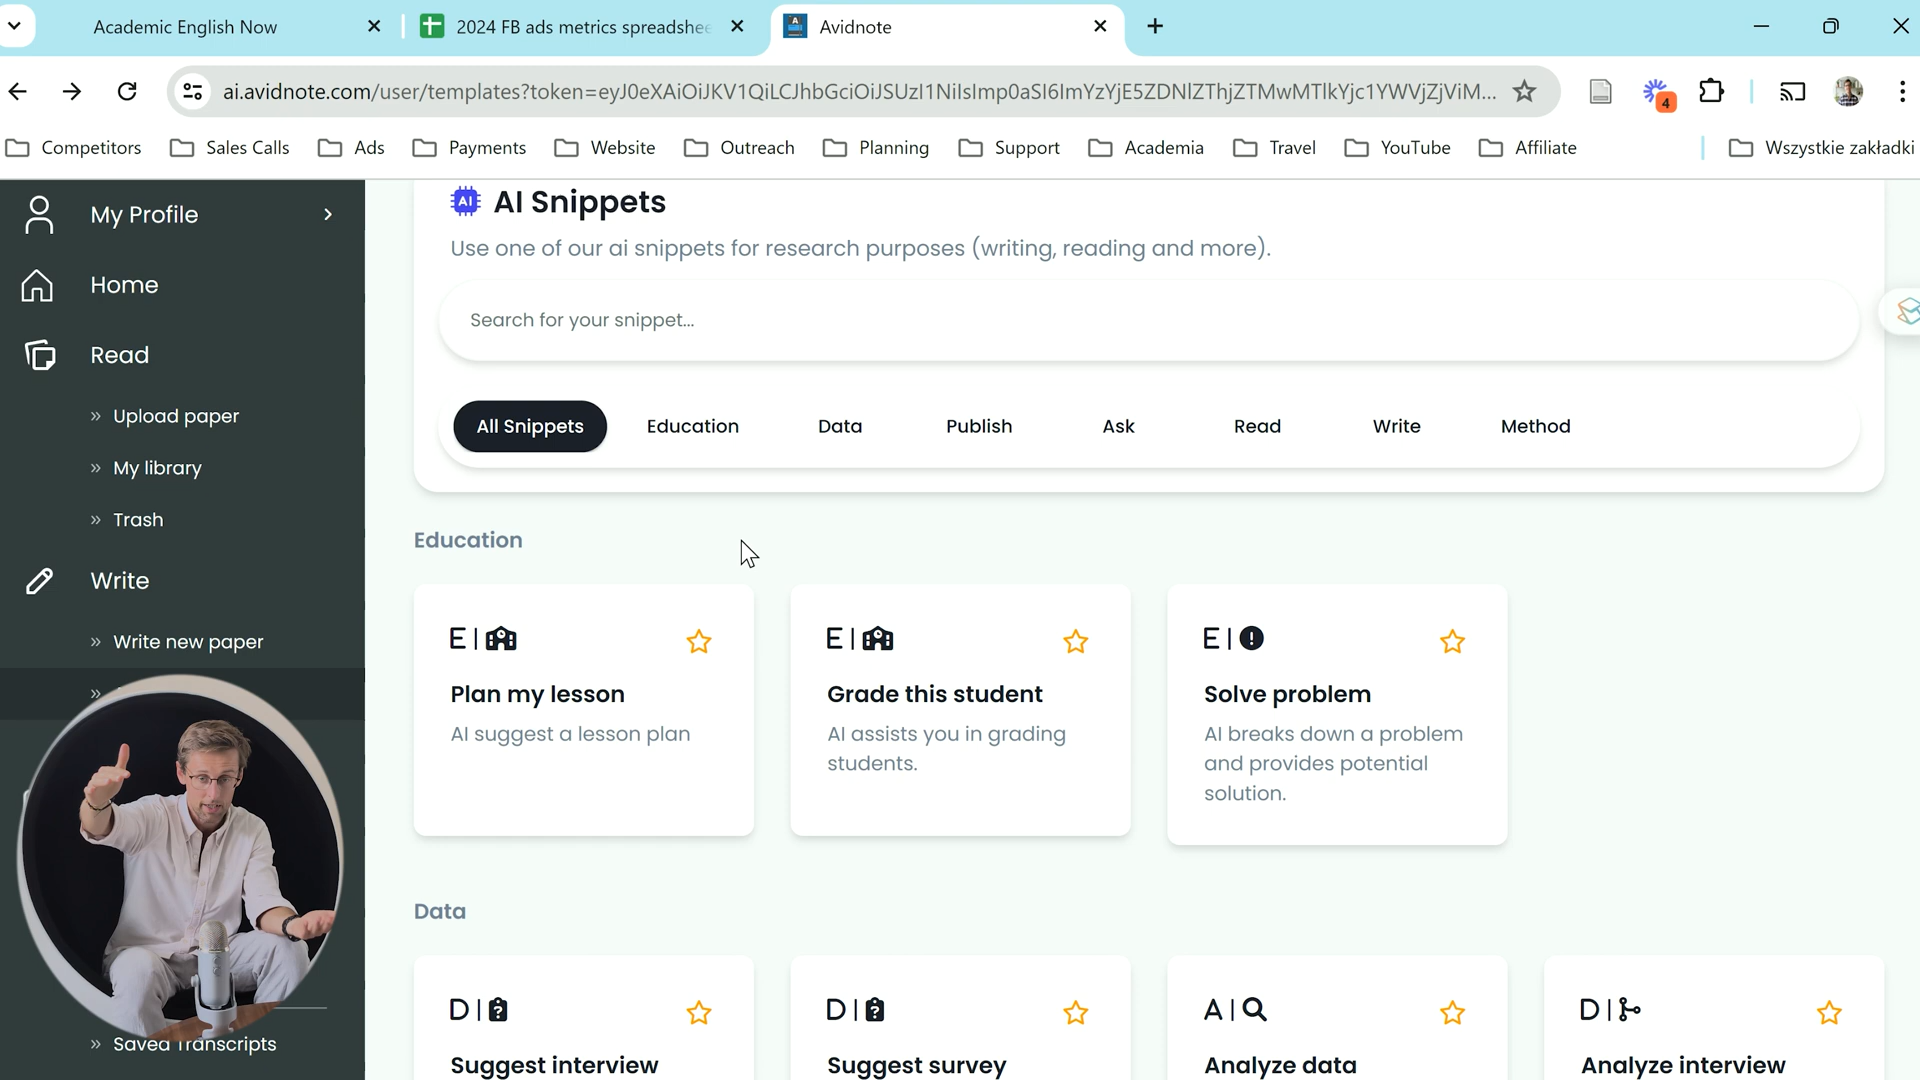 Academic English Now
2024 FB ads metrics spreadshee
Avidnote
ai.avidnote.com/user/templates?token=eyJ0eXAiOiJKV1QiLCJhbGciOiJSUzI1NiIsImp0aSI6ImYzYjE5ZDNlZThjZTMwMTlkYjc1YWVjZjViM...
4
Competitors
Sales Calls
Ads
Payments
Website
Outreach
Planning
Support
Academia
Travel
YouTube
Affiliate
Wszystkie zakładki
My Profile
Home
Read
» Upload paper
» My library
» Trash
Write
» Write new paper
»
» Saved Transcripts
AI AI Snippets
Use one of our ai snippets for research purposes (writing, reading and more).
Search for your snippet...
All Snippets
Education
Data
Publish
Ask
Read
Write
Method
Education
E |
Plan my lesson
AI suggest a lesson plan
E |
Grade this student
AI assists you in grading
students.
E |
Solve problem
AI breaks down a problem
and provides potential
solution.
Data
D |
Suggest interview
D |
Suggest survey
A |
Analyze data
D |
Analyze interview